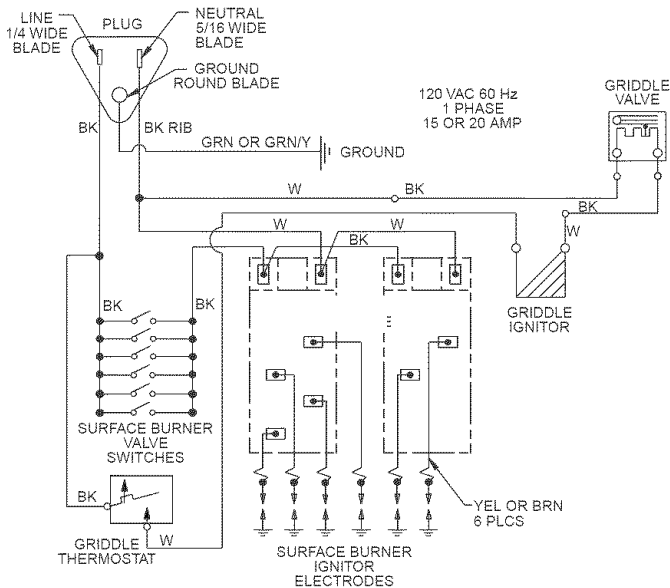 LINE
1/4 WIDE
BLADE
PLUG
NEUTRAL
5/16 WIDE
BLADE
GROUND
ROUND BLADE
BK
BK RIB
GRN OR GRN/Y
GROUND
120 VAC 60 Hz
1 PHASE
15 OR 20 AMP
GRIDDLE
VALVE
W
BK
BK
W
W
W
BK
BK
BK
GRIDDLE
IGNITOR
SURFACE BURNER
VALVE
SWITCHES
BK
W
GRIDDLE
THERMOSTAT
YEL OR BRN
6 PLCS
SURFACE BURNER
IGNITOR
ELECTRODES